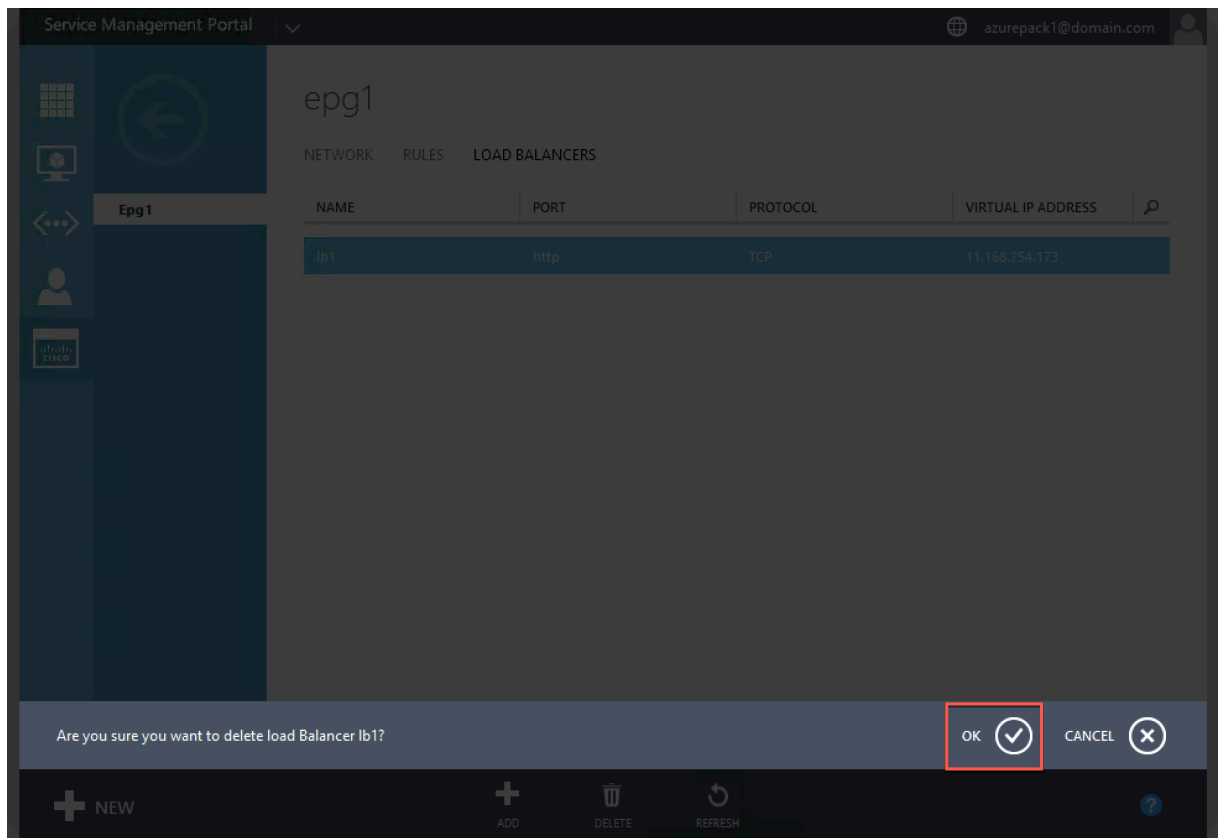 Service Management Portal azurepack1@domain.com
epg1
NETWORK RULES LOAD BALANCERS
Epg1
NAME PORT PROTOCOL VIRTUAL IP ADDRESS
lb1 http TCP 11.168.254.173
cisco
Are you sure you want to delete load Balancer lb1? OK CANCEL
NEW ADD DELETE REFRESH ?